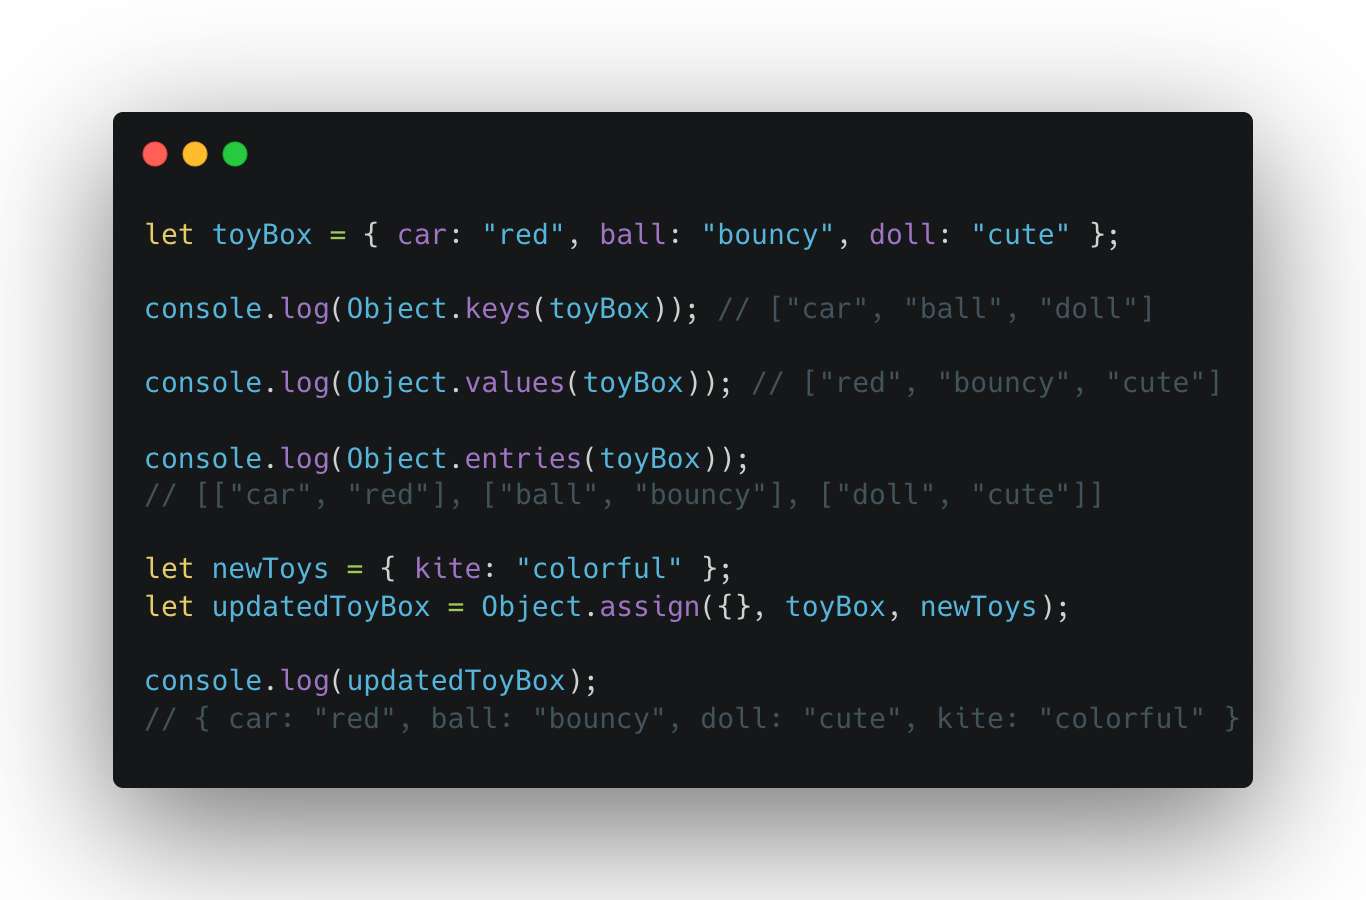 let toyBox = { car: "red", ball: "bouncy", doll: "cute" };
console.log(Object.keys(toyBox)); // ["car", "ball", "doll"]
console.log(Object.values(toyBox)); // ["red", "bouncy", "cute"]
console.log(Object.entries(toyBox));
// [["car", "red"], ["ball", "bouncy"], ["doll", "cute"]]
let newToys = { kite: "colorful" };
let updatedToyBox = Object.assign({}, toyBox, newToys);
console.log(updatedToyBox);
// { car: "red", ball: "bouncy", doll: "cute", kite: "colorful" }